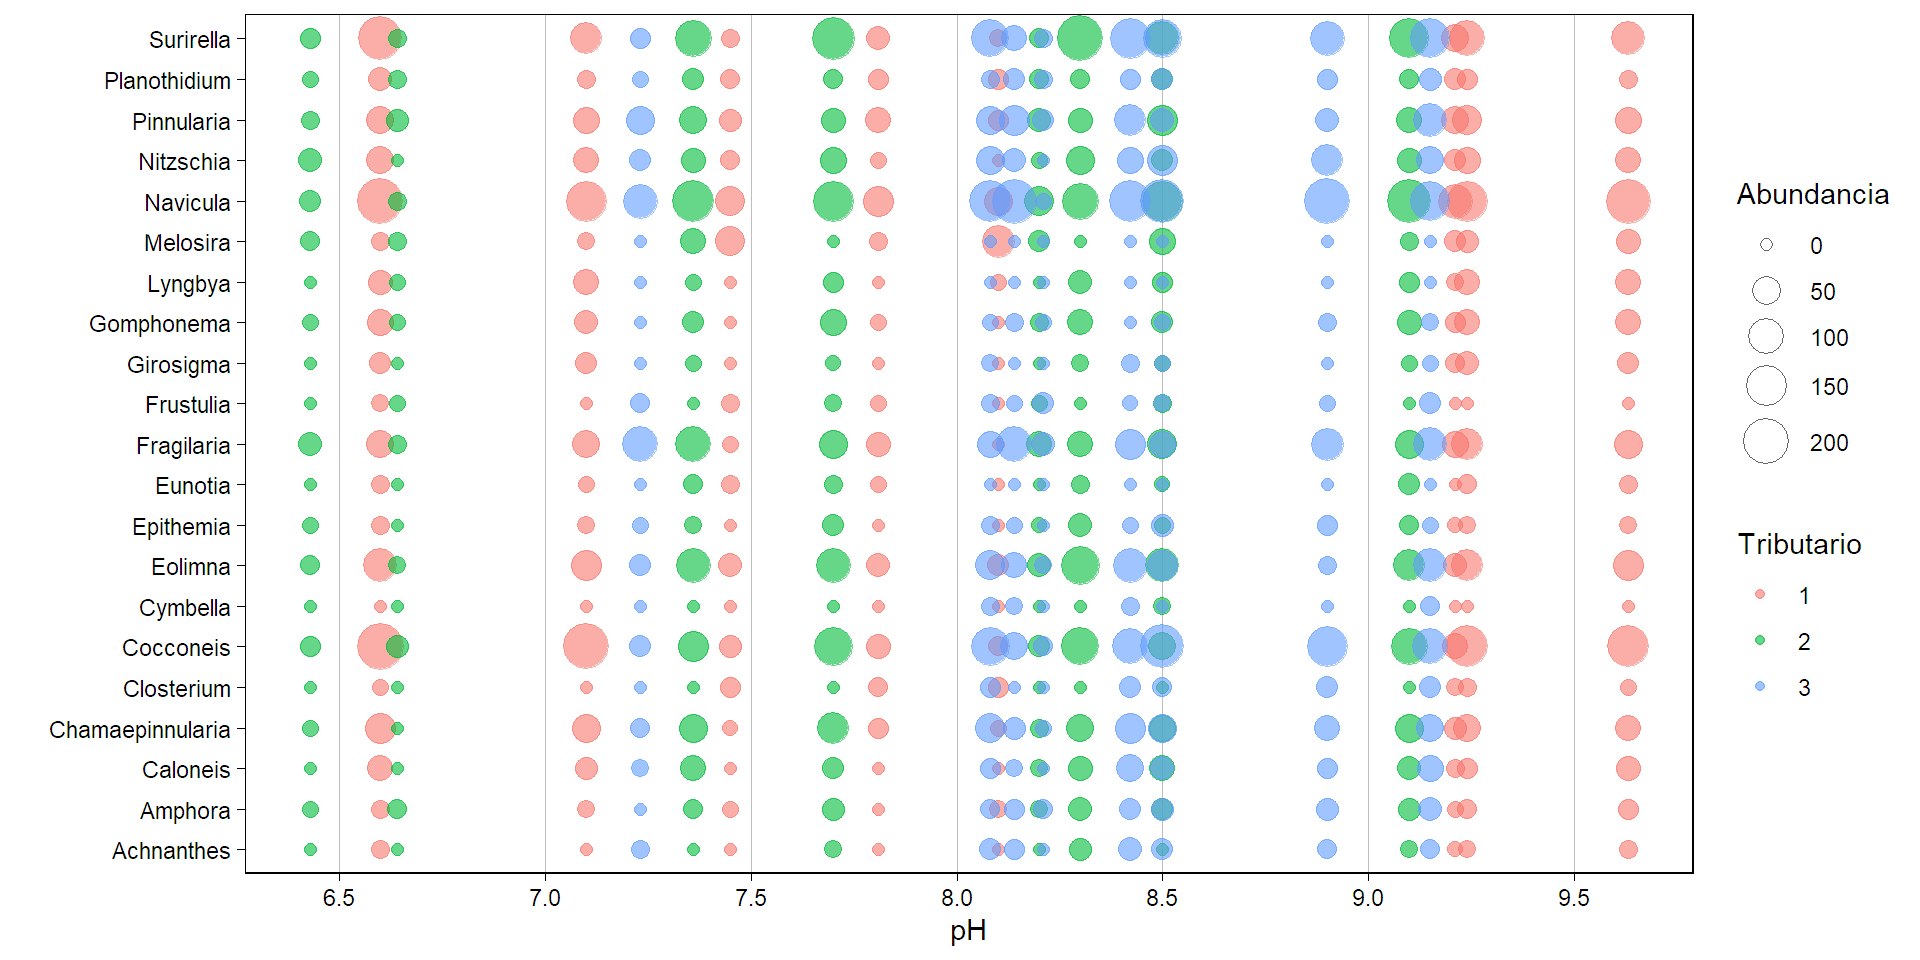 Surirella
Planothidium
Pinnularia
Nitzschia
Navicula
Melosira
Lyngbya
Gomphonema
Girosigma
Frustulia
Fragilaria
Eunotia
Epithemia
Eolimna
Cymbella
Cocconeis
Closterium
Chamaepinnularia
Caloneis
Amphora
Achnanthes
6.5 7.0 7.5 8.0 8.5 9.0 9.5
pH
Abundancia
0
50
100
150
200
Tributario
1
2
3